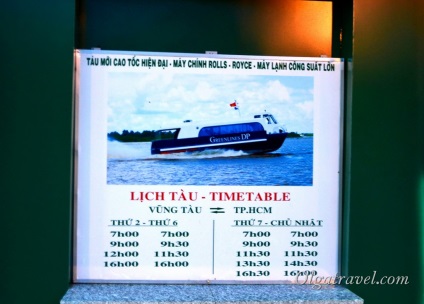 TÀU MỚI CAO TỐC HIỆN ĐẠI - MÁY CHÍNH ROLLS - ROYCE - MÁY LẠNH CÔNG SUẤT LỚN
GREENLINES DP
LỊCH TÀU - TIMETABLE
VŨNG TÀU ⇌ TP.HCM
THỨ 2 - THỨ 6 THỨ 7 - CHỦ NHẬT
7h00 7h00 7h00 7h00
9h00 9h30 9h00 9h30
12h00 11h30 11h30 11h30
16h00 16h00 13h30 14h30
16h30 16h00
Olgatravel.com